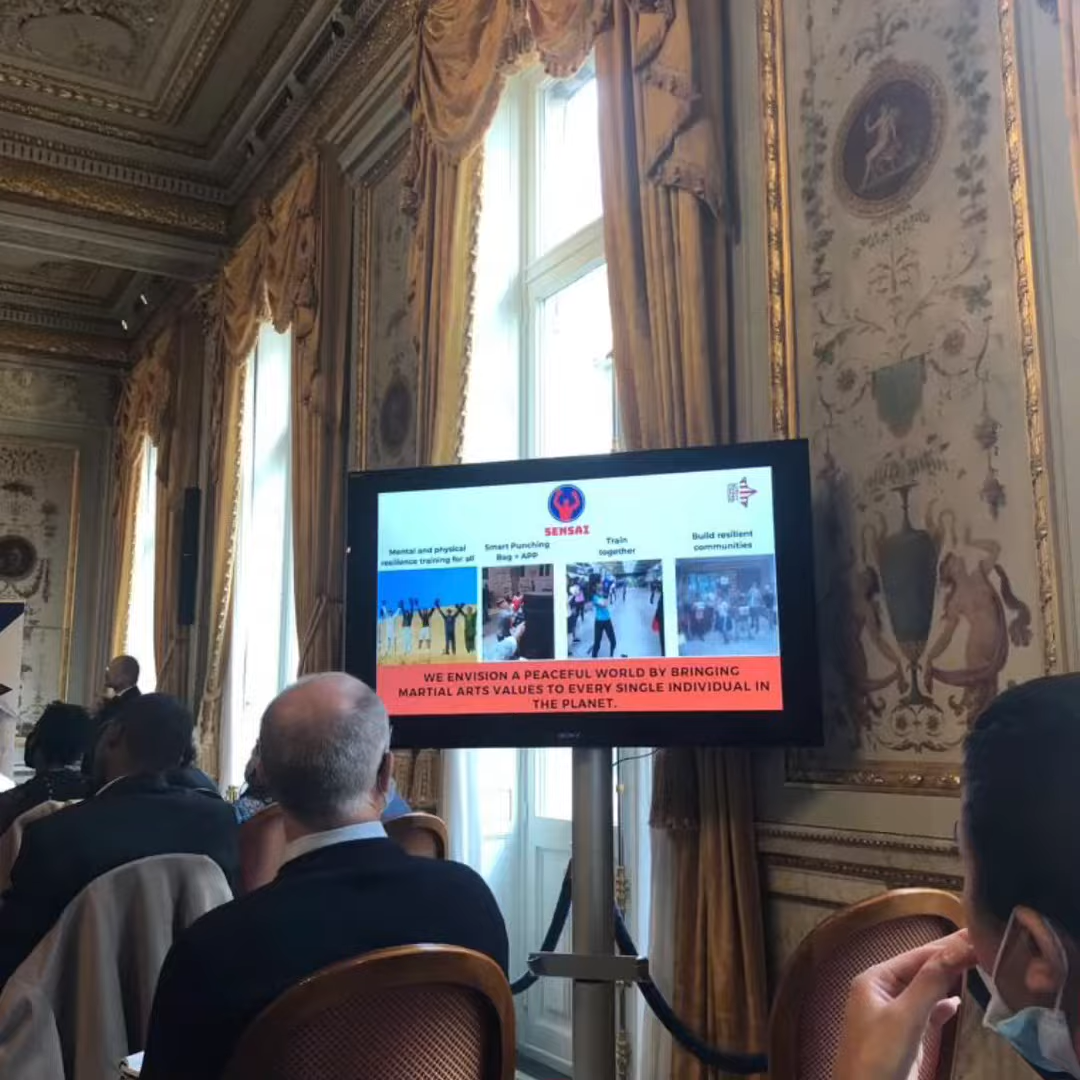 SENSAI
Mental and physical
resilience training for all
Smart Punching
Bag + APP
Train
together
Build resilient
communities
WE ENVISION A PEACEFUL WORLD BY BRINGING
MARTIAL ARTS VALUES TO EVERY SINGLE INDIVIDUAL IN
THE PLANET.
SONY